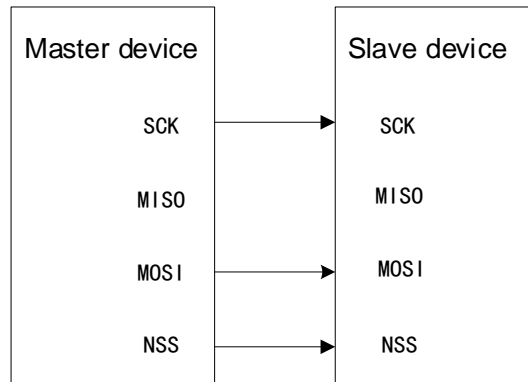 Master device
Slave device
SCK
SCK
MISO
MISO
MOSI
MOSI
NSS
NSS